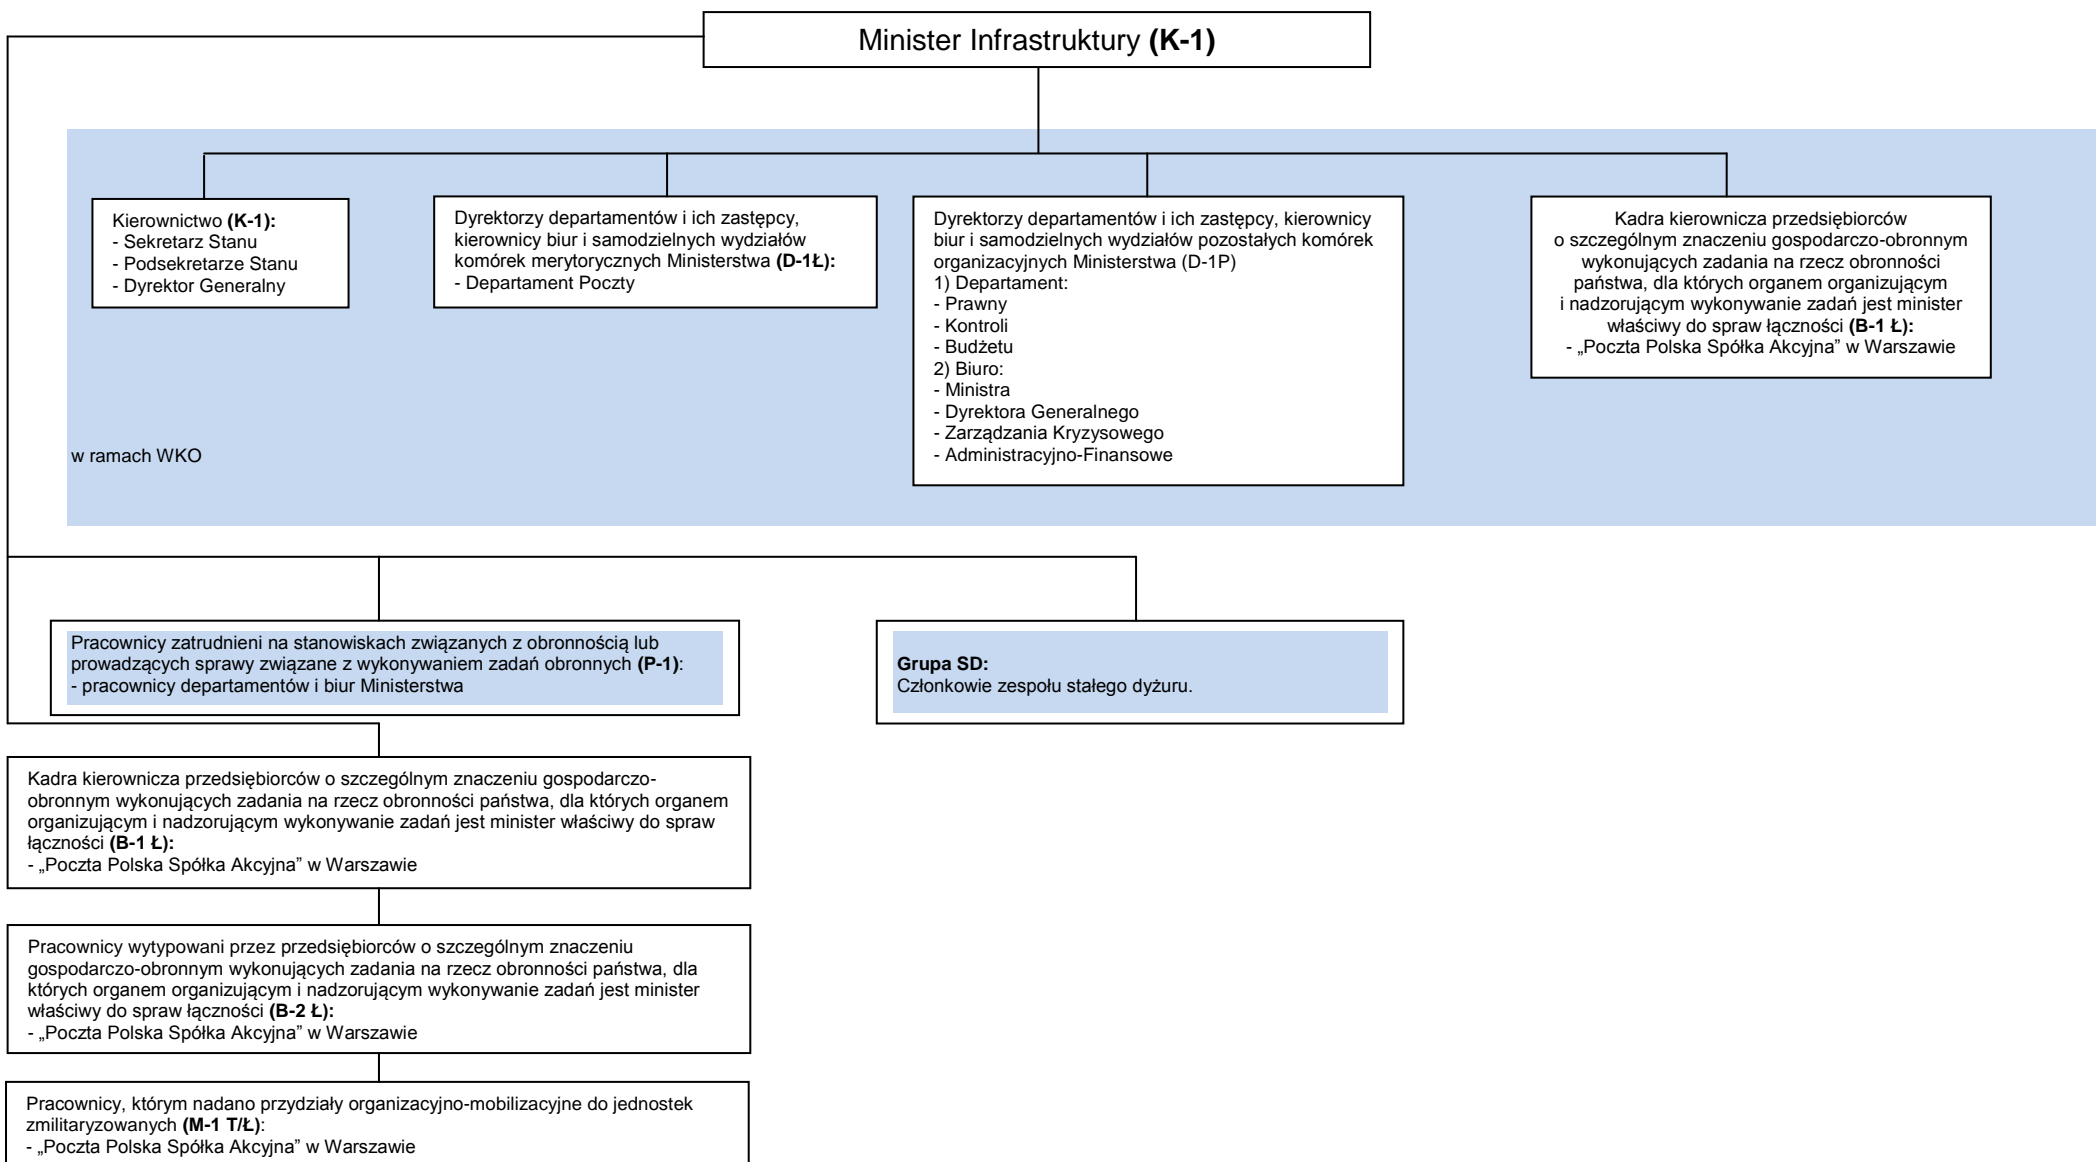 Minister Infrastruktury (K-1)
Kierownictwo (K-1):
- Sekretarz Stanu
- Podsekretarze Stanu
- Dyrektor Generalny
Dyrektorzy departamentów i ich zastępcy,
kierownicy biur i samodzielnych wydziałów
komórek merytorycznych Ministerstwa (D-1Ł):
- Departament Poczty
Dyrektorzy departamentów i ich zastępcy, kierownicy
biur i samodzielnych wydziałów pozostałych komórek
organizacyjnych Ministerstwa (D-1P)
1) Departament:
- Prawny
- Kontroli
- Budżetu
2) Biuro:
- Ministra
- Dyrektora Generalnego
- Zarządzania Kryzysowego
- Administracyjno-Finansowe
Kadra kierownicza przedsiębiorców
o szczególnym znaczeniu gospodarczo-obronnym
wykonujących zadania na rzecz obronności
państwa, dla których organem organizującym
i nadzorującym wykonywanie zadań jest minister
właściwy do spraw łączności (B-1 Ł):
- „Poczta Polska Spółka Akcyjna” w Warszawie
w ramach WKO
Pracownicy zatrudnieni na stanowiskach związanych z obronnością lub
prowadzących sprawy związane z wykonywaniem zadań obronnych (P-1):
- pracownicy departamentów i biur Ministerstwa
Grupa SD:
Członkowie zespołu stałego dyżuru.
Kadra kierownicza przedsiębiorców o szczególnym znaczeniu gospodarczo-
obronnym wykonujących zadania na rzecz obronności państwa, dla których organem
organizującym i nadzorującym wykonywanie zadań jest minister właściwy do spraw
łączności (B-1 Ł):
- „Poczta Polska Spółka Akcyjna” w Warszawie
Pracownicy wytypowani przez przedsiębiorców o szczególnym znaczeniu
gospodarczo-obronnym wykonujących zadania na rzecz obronności państwa, dla
których organem organizującym i nadzorującym wykonywanie zadań jest minister
właściwy do spraw łączności (B-2 Ł):
- „Poczta Polska Spółka Akcyjna” w Warszawie
Pracownicy, którym nadano przydziały organizacyjno-mobilizacyjne do jednostek
zmilitaryzowanych (M-1 T/Ł):
- „Poczta Polska Spółka Akcyjna” w Warszawie